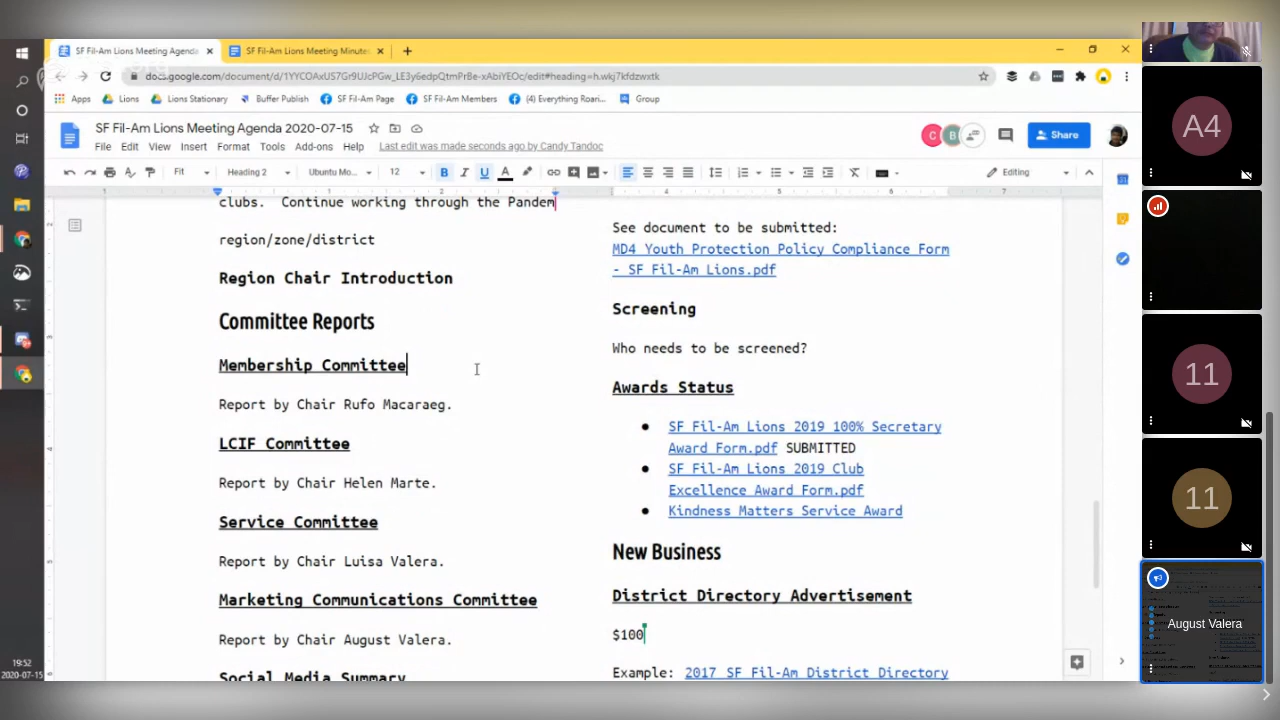 SF Fil-Am Lions Meeting Agenda
SF Fil-Am Lions Meeting Minute
docs.google.com/document/d/1YYCOAxUS7Gr9UJcPGw_LE3y6edpQtmPrBe-xAbiYEOc/edit#heading=h.wkj7kfdzwxtk
Apps
Lions
Lions Stationary
Buffer Publish
SF Fil-Am Page
SF Fil-Am Members
(4) Everything Roari...
Group
SF Fil-Am Lions Meeting Agenda 2020-07-15
File Edit View Insert Format Tools Add-ons Help
Last edit was made seconds ago by Candy Tandoc
C
B
Share
Fit
Heading 2
Ubuntu Mo...
12
Editing
clubs. Continue working through the Pandem
region/zone/district
Region Chair Introduction
Committee Reports
Membership Committee
Report by Chair Rufo Macaraeg.
LCIF Committee
Report by Chair Helen Marte.
Service Committee
Report by Chair Luisa Valera.
Marketing Communications Committee
Report by Chair August Valera.
Social Media Summary
See document to be submitted:
MD4 Youth Protection Policy Compliance Form
- SF Fil-Am Lions.pdf
Screening
Who needs to be screened?
Awards Status
● SF Fil-Am Lions 2019 100% Secretary
Award Form.pdf SUBMITTED
● SF Fil-Am Lions 2019 Club
Excellence Award Form.pdf
● Kindness Matters Service Award
New Business
District Directory Advertisement
$100
Example: 2017 SF Fil-Am District Directory
19:52
2020-07-15
A4
11
11
August Valera